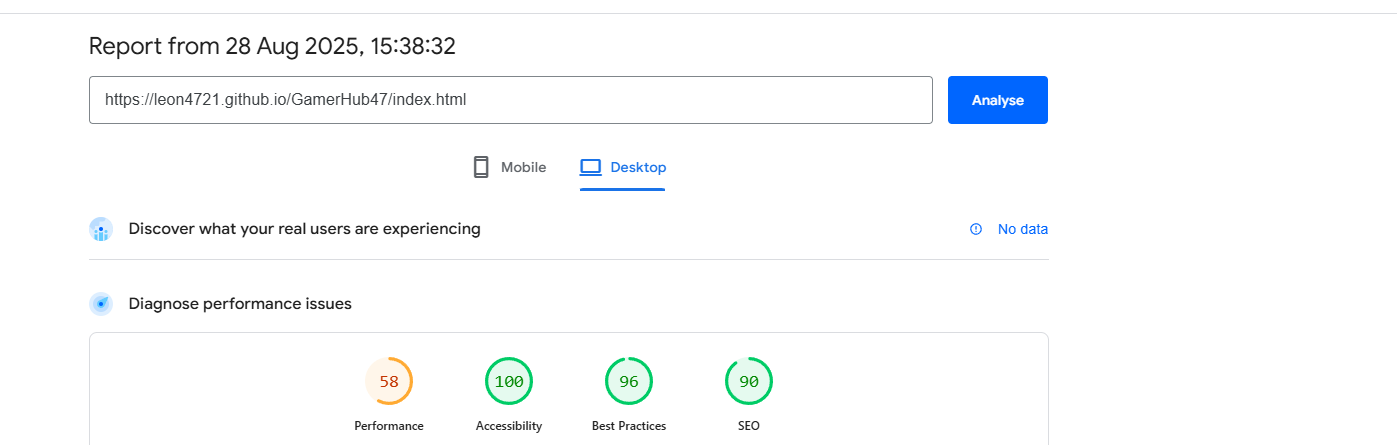 Report from 28 Aug 2025, 15:38:32
https://leon4721.github.io/GamerHub47/index.html
Analyse
Mobile
Desktop
Discover what your real users are experiencing
No data
Diagnose performance issues
58
100
96
90
Performance
Accessibility
Best Practices
SEO